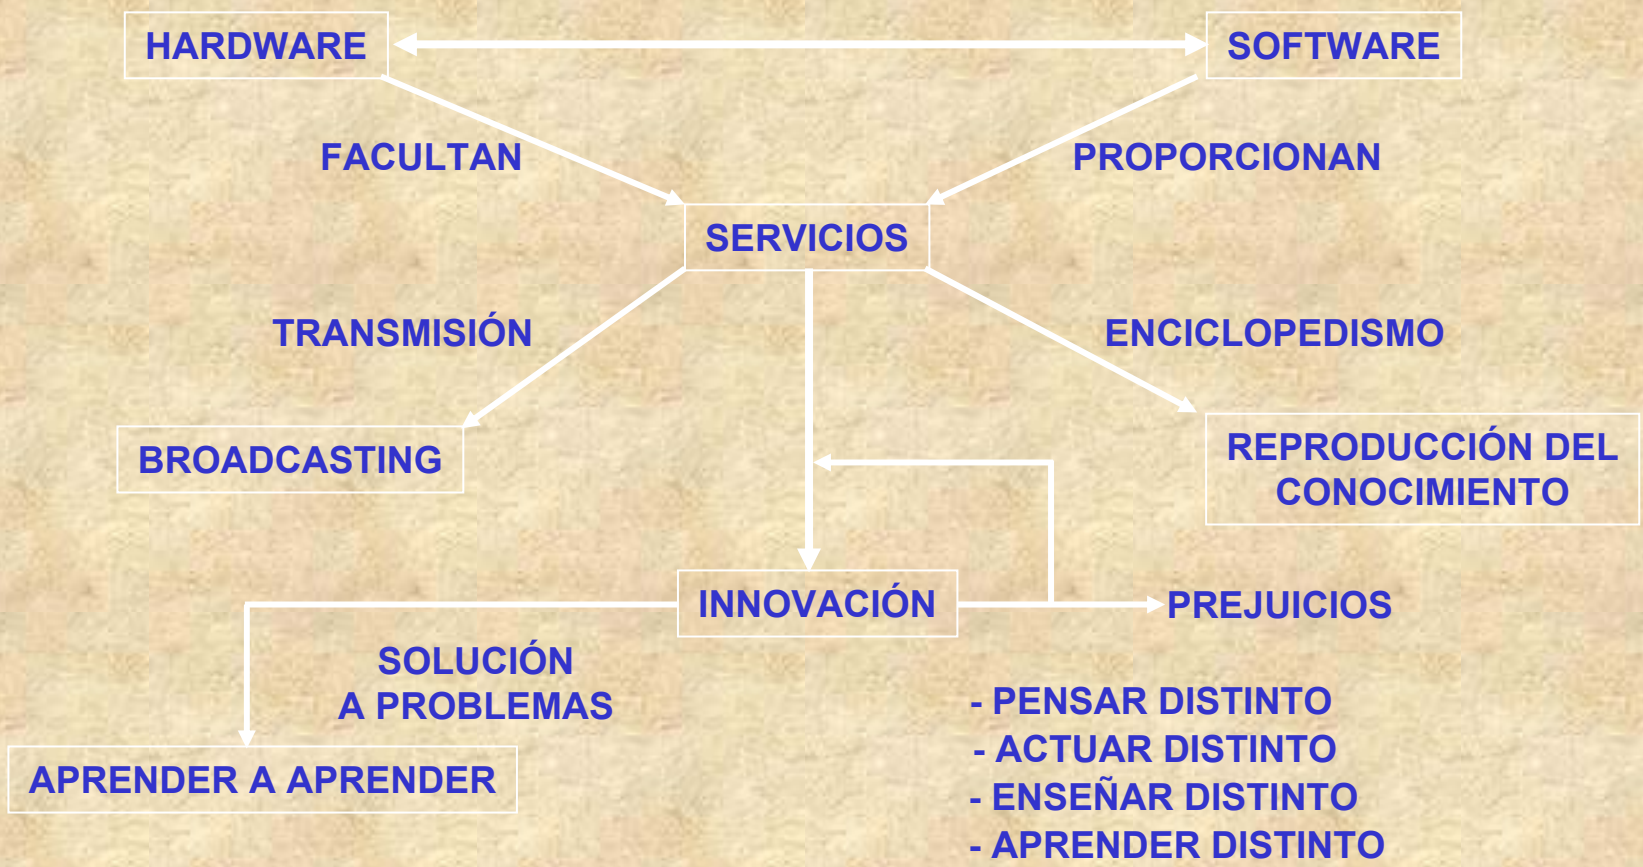 HARDWARE
SOFTWARE
FACULTAN
PROPORCIONAN
SERVICIOS
TRANSMISIÓN
ENCICLOPEDISMO
BROADCASTING
REPRODUCCIÓN DEL
CONOCIMIENTO
INNOVACIÓN
PREJUICIOS
SOLUCIÓN
A PROBLEMAS
APRENDER A APRENDER
- PENSAR DISTINTO
- ACTUAR DISTINTO
- ENSEÑAR DISTINTO
- APRENDER DISTINTO